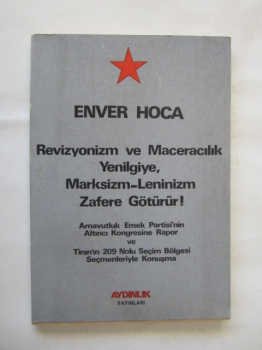 ENVER HOCA
Revizyonizm ve Maceracılık
Yenilgiye,
Marksizm-Leninizm
Zafere Götürür!
Arnavutluk Emek Partisi'nin
Altıncı Kongresine Rapor
ve
Tiran'ın 209 Nolu Seçim Bölgesi
Seçmenleriyle Konuşma
AYDINLIK
YAYINLARI